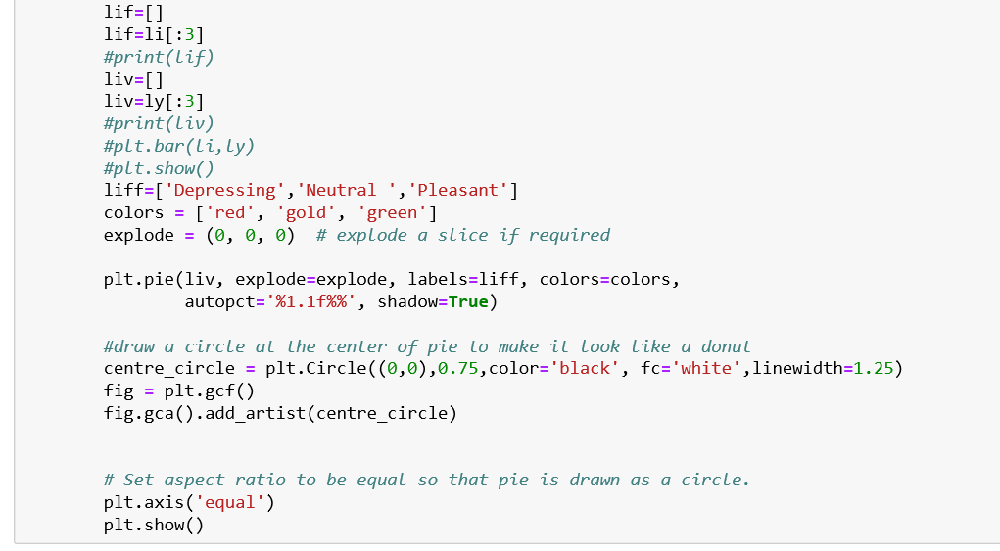 lif=[]
lif=li[:3]
#print(lif)
liv=[]
liv=ly[:3]
#print(liv)
#plt.bar(li,ly)
#plt.show()
liff=['Depressing','Neutral ','Pleasant']
colors = ['red', 'gold', 'green']
explode = (0, 0, 0)  # explode a slice if required
plt.pie(liv, explode=explode, labels=liff, colors=colors,
        autopct='%1.1f%%', shadow=True)
#draw a circle at the center of pie to make it look like a donut
centre_circle = plt.Circle((0,0),0.75,color='black', fc='white',linewidth=1.25)
fig = plt.gcf()
fig.gca().add_artist(centre_circle)
# Set aspect ratio to be equal so that pie is drawn as a circle.
plt.axis('equal')
plt.show()